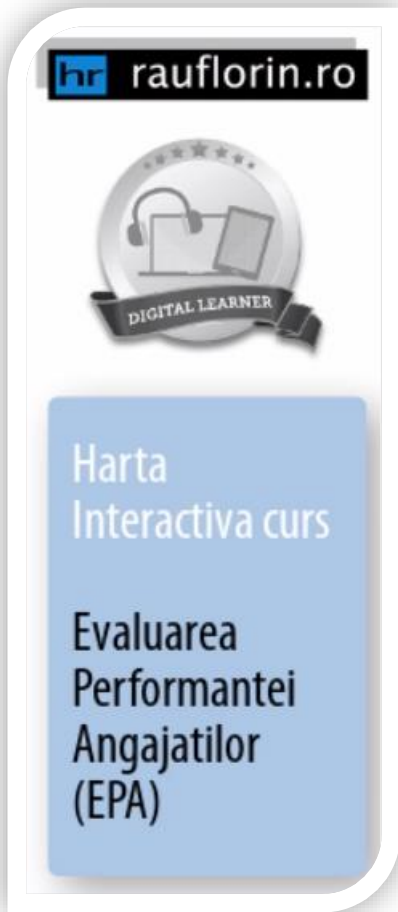 hr rauflorin.ro
DIGITAL LEARNER
Harta
Interactiva curs
Evaluarea
Performantei
Angajatilor
(EPA)